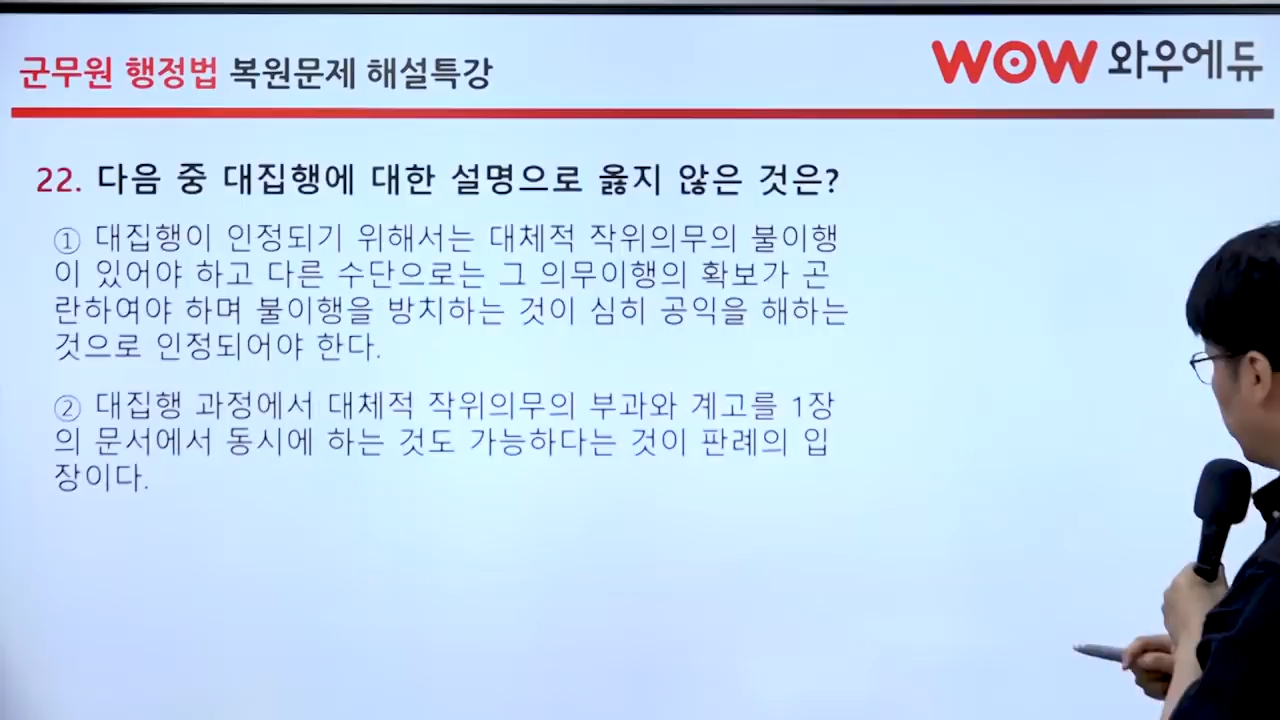 군무원 행정법 복원문제 해설특강
WOW 와우에듀
22. 다음 중 대집행에 대한 설명으로 옳지 않은 것은?
① 대집행이 인정되기 위해서는 대체적 작위의무의 불이행
이 있어야 하고 다른 수단으로는 그 의무이행의 확보가 곤
란하여야 하며 불이행을 방치하는 것이 심히 공익을 해하는
것으로 인정되어야 한다.
② 대집행 과정에서 대체적 작위의무의 부과와 계고를 1장
의 문서에서 동시에 하는 것도 가능하다는 것이 판례의 입
장이다.